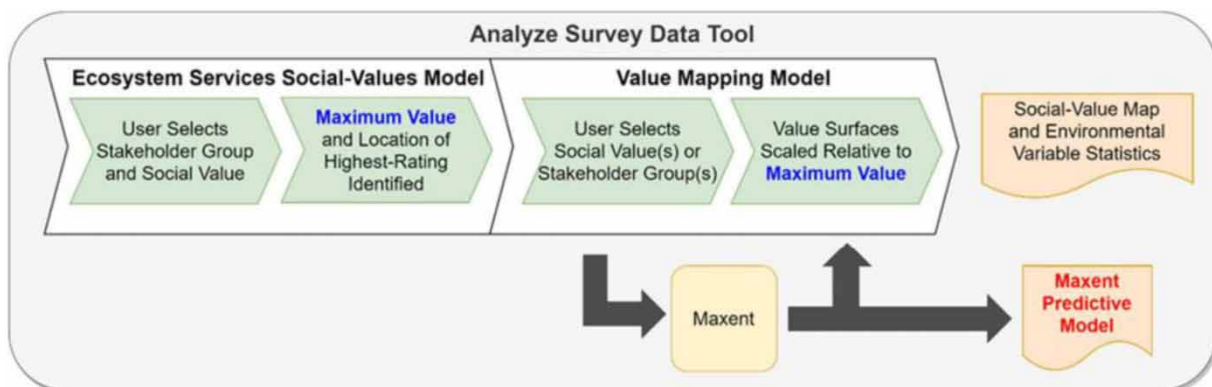 Analyze Survey Data Tool
Ecosystem Services Social-Values Model
User Selects
Stakeholder Group
and Social Value
Maximum Value
and Location of
Highest-Rating
Identified
Value Mapping Model
User Selects
Social Value(s) or
Stakeholder Group(s)
Value Surfaces
Scaled Relative to
Maximum Value
Social-Value Map
and Environmental
Variable Statistics
Maxent
Maxent
Predictive
Model